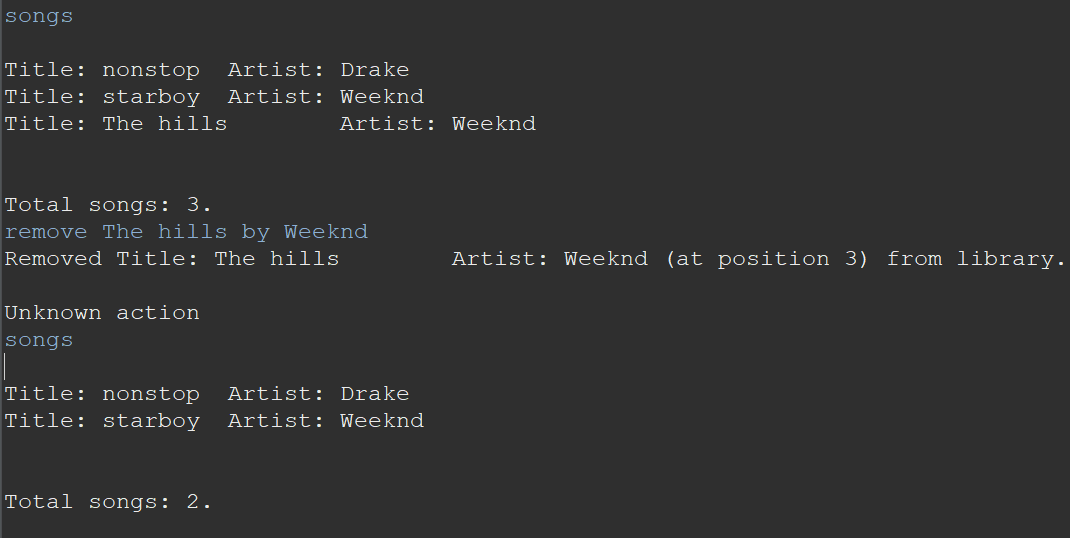 songs
Title: nonstop  Artist: Drake
Title: starboy  Artist: Weeknd
Title: The hills        Artist: Weeknd
Total songs: 3.
remove The hills by Weeknd
Removed Title: The hills        Artist: Weeknd (at position 3) from library.
Unknown action
songs
Title: nonstop  Artist: Drake
Title: starboy  Artist: Weeknd
Total songs: 2.